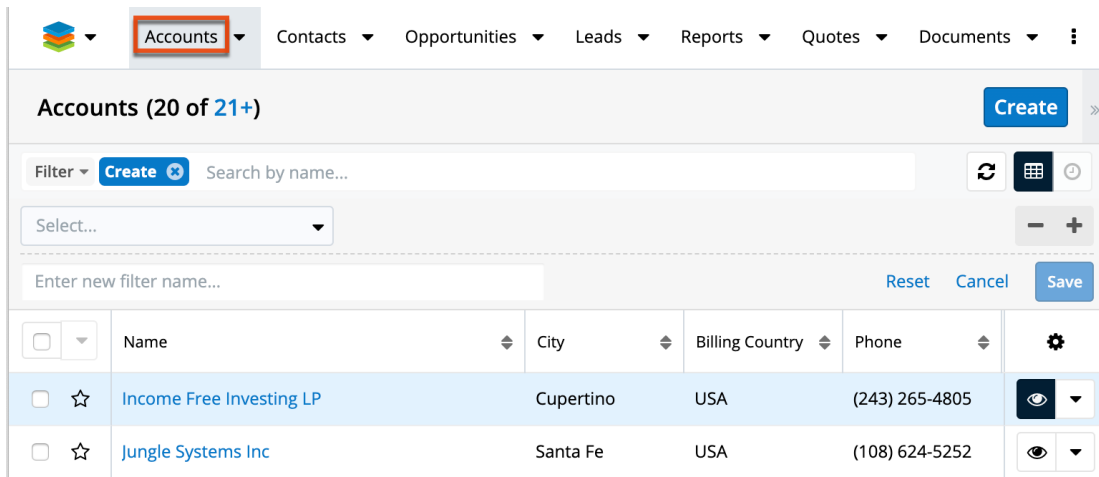 Accounts Contacts Opportunities Leads Reports Quotes Documents
Accounts (20 of 21+) Create
Filter Create Search by name...
Select...
Enter new filter name... Reset Cancel Save
Name City Billing Country Phone
Income Free Investing LP Cupertino USA (243) 265-4805
Jungle Systems Inc Santa Fe USA (108) 624-5252